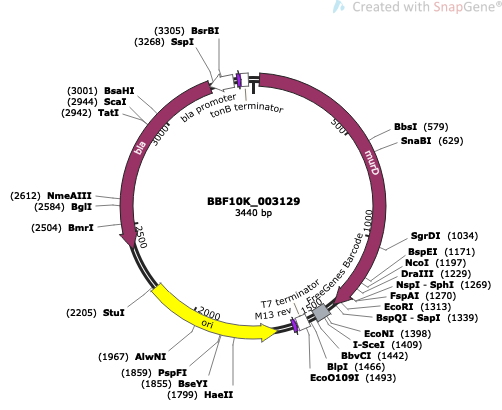 Created with SnapGene®
(3305) BsrBI
(3268) SspI
(3001) BsaHI
(2944) ScaI
(2942) TatI
bla promoter
tonB terminator
500
BbsI (579)
SnaBI (629)
murD
3000
bla
(2612) NmeAIII
(2584) BglI
(2504) BmrI
BBF10K_003129
3440 bp
1000
2500
SgrDI (1034)
BspEI (1171)
NcoI (1197)
DraIII (1229)
NspI - SphI (1269)
FspAI (1270)
EcoRI (1313)
BspQI - SapI (1339)
FreeGenes Barcode
T7 terminator
M13 rev
1500
2000
ori
(2205) StuI
EcoNI (1398)
I-SceI (1409)
BbvCI (1442)
BlpI (1466)
EcoO109I (1493)
(1967) AlwNI
(1859) PspFI
(1855) BseYI
(1799) HaeII